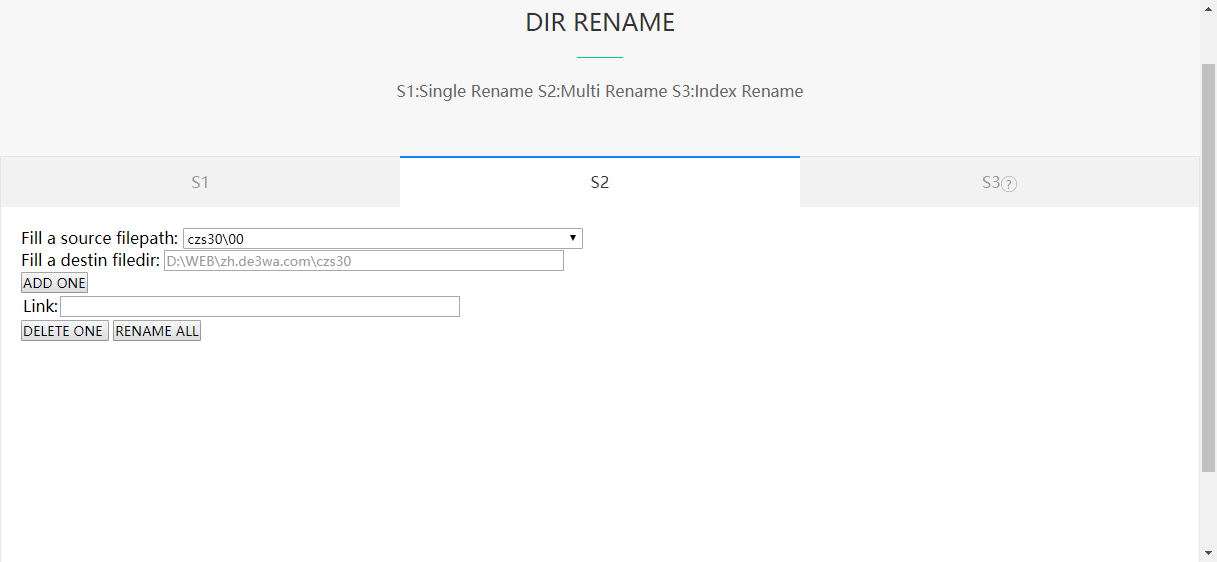 DIR RENAME
S1:Single Rename S2:Multi Rename S3:Index Rename
S1
S2
S3?
Fill a source filepath: czs30\00
Fill a destin filedir: D:\WEB\zh.de3wa.com\czs30
ADD ONE
Link:
DELETE ONE RENAME ALL